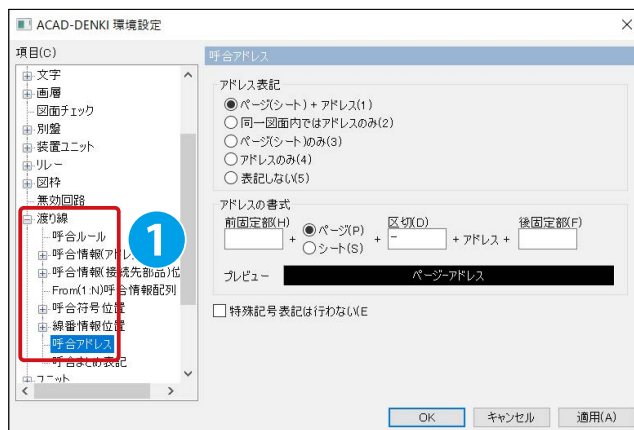 ACAD-DENKI 環境設定
項目(C)
文字
画層
図面チェック
別盤
装置ユニット
リレー
図枠
無効回路
渡り線
呼合ルール
呼合情報(アドレ
呼合情報(接続先部品)位
From(1:N)呼合情報配列
呼合符号位置
線番情報位置
呼合アドレス
呼合まとめ表記
ユニット
1
呼合アドレス
アドレス表記
ページ(シート) + アドレス(1)
同一図面内ではアドレスのみ(2)
ページ(シート)のみ(3)
アドレスのみ(4)
表記しない(5)
アドレスの書式
前固定部(H) 区切(D) 後固定部(F)
+ ページ(P) + - + アドレス +
シート(S)
プレビュー ページ-アドレス
特殊記号表記は行わない(E
OK キャンセル 適用(A)